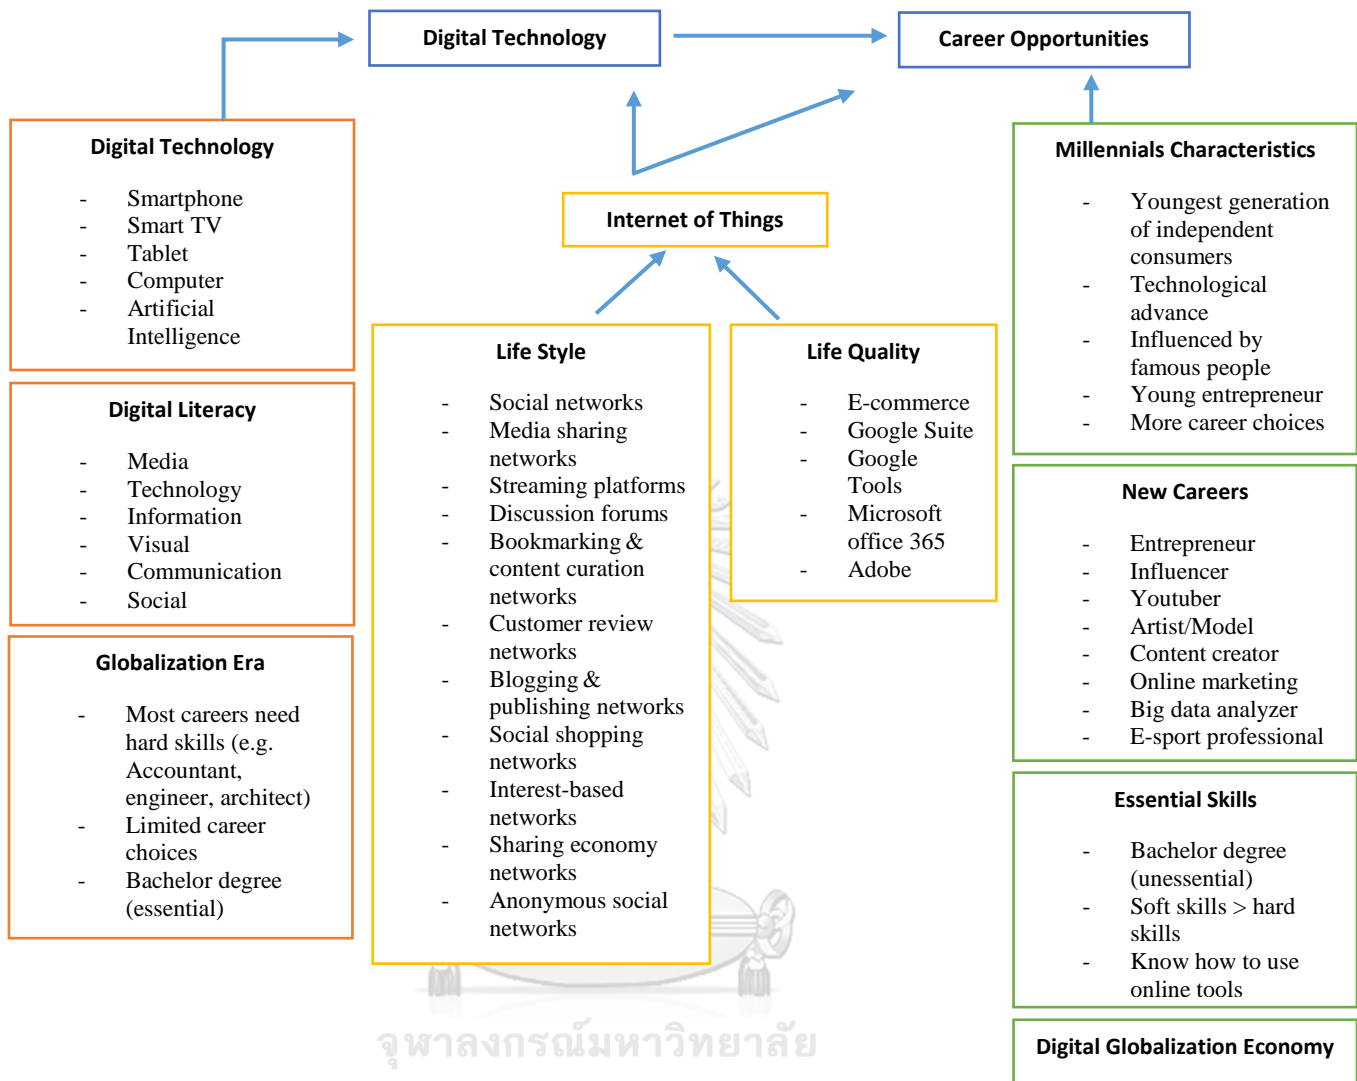 Digital Technology
Career Opportunities
Digital Technology
- Smartphone
- Smart TV
- Tablet
- Computer
- Artificial
Intelligence
Digital Literacy
- Media
- Technology
- Information
- Visual
- Communication
- Social
Globalization Era
- Most careers need
hard skills (e.g.
Accountant,
engineer, architect)
- Limited career
choices
- Bachelor degree
(essential)
Internet of Things
Life Style
- Social networks
- Media sharing
networks
- Streaming platforms
- Discussion forums
- Bookmarking &
content curation
networks
- Customer review
networks
- Blogging &
publishing networks
- Social shopping
networks
- Interest-based
networks
- Sharing economy
networks
- Anonymous social
networks
Life Quality
- E-commerce
- Google Suite
- Google
Tools
- Microsoft
office 365
- Adobe
Millennials Characteristics
- Youngest generation
of independent
consumers
- Technological
advance
- Influenced by
famous people
- Young entrepreneur
- More career choices
New Careers
- Entrepreneur
- Influencer
- Youtuber
- Artist/Model
- Content creator
- Online marketing
- Big data analyzer
- E-sport professional
Essential Skills
- Bachelor degree
(unessential)
- Soft skills > hard
skills
- Know how to use
online tools
Digital Globalization Economy
จุฬาลงกรณ์มหาวิทยาลัย